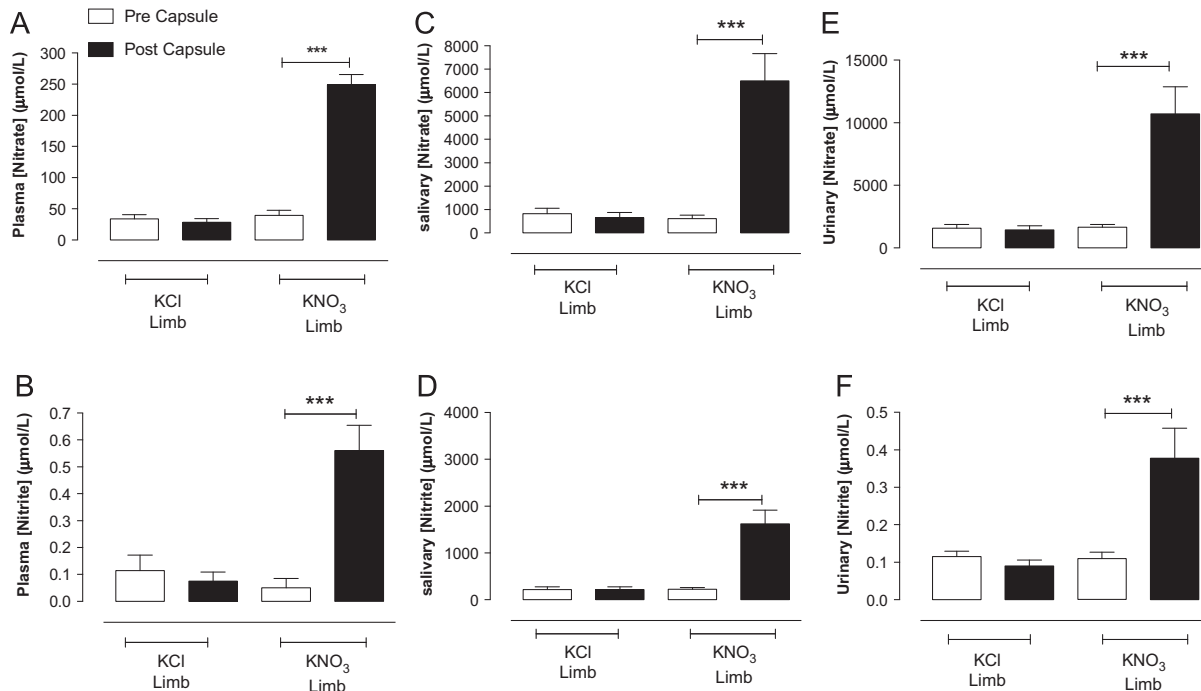 A
Pre Capsule
Post Capsule
Plasma [Nitrate] (μmol/L)
300
250
200
150
100
50
0
***
KCl
Limb
KNO3
Limb
C
salivary [Nitrate] (μmol/L)
8000
7000
6000
5000
4000
3000
2000
1000
0
***
KCl
Limb
KNO3
Limb
E
Urinary [Nitrate] (μmol/L)
15000
10000
5000
0
***
KCl
Limb
KNO3
Limb
B
Plasma [Nitrite] (μmol/L)
0.7
0.6
0.5
0.4
0.3
0.2
0.1
0.0
***
KCl
Limb
KNO3
Limb
D
salivary [Nitrite] (μmol/L)
4000
3000
2000
1000
0
***
KCl
Limb
KNO3
Limb
F
Urinary [Nitrite] (μmol/L)
0.5
0.4
0.3
0.2
0.1
0.0
***
KCl
Limb
KNO3
Limb